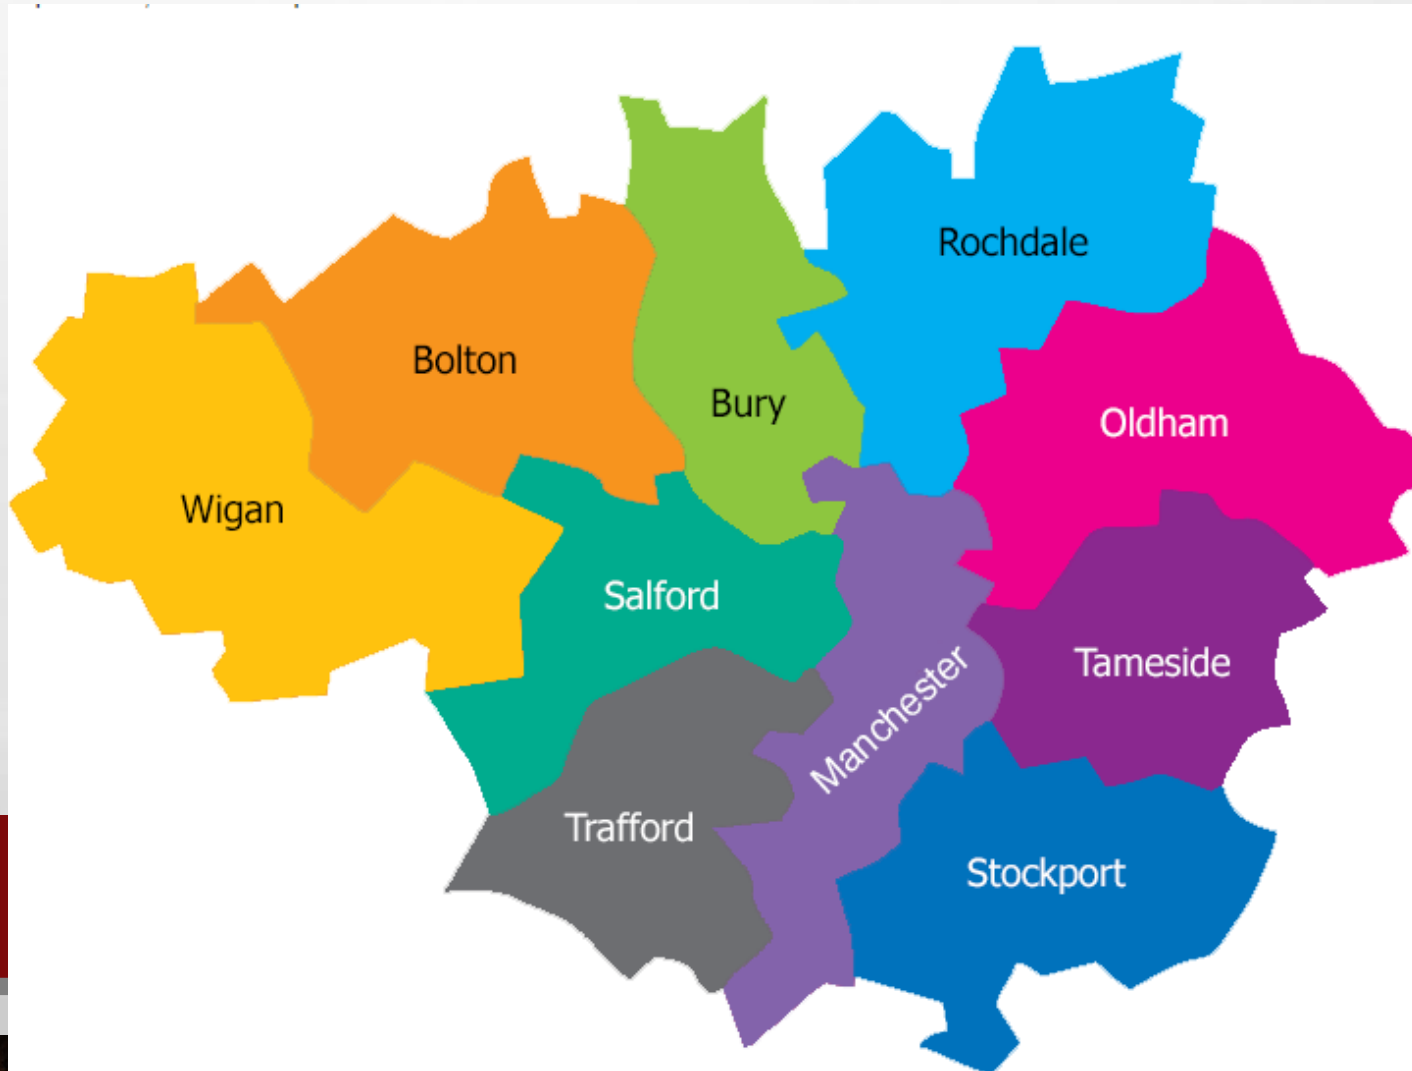 Rochdale
Bolton
Bury
Oldham
Wigan
Salford
Tameside
Manchester
Trafford
Stockport